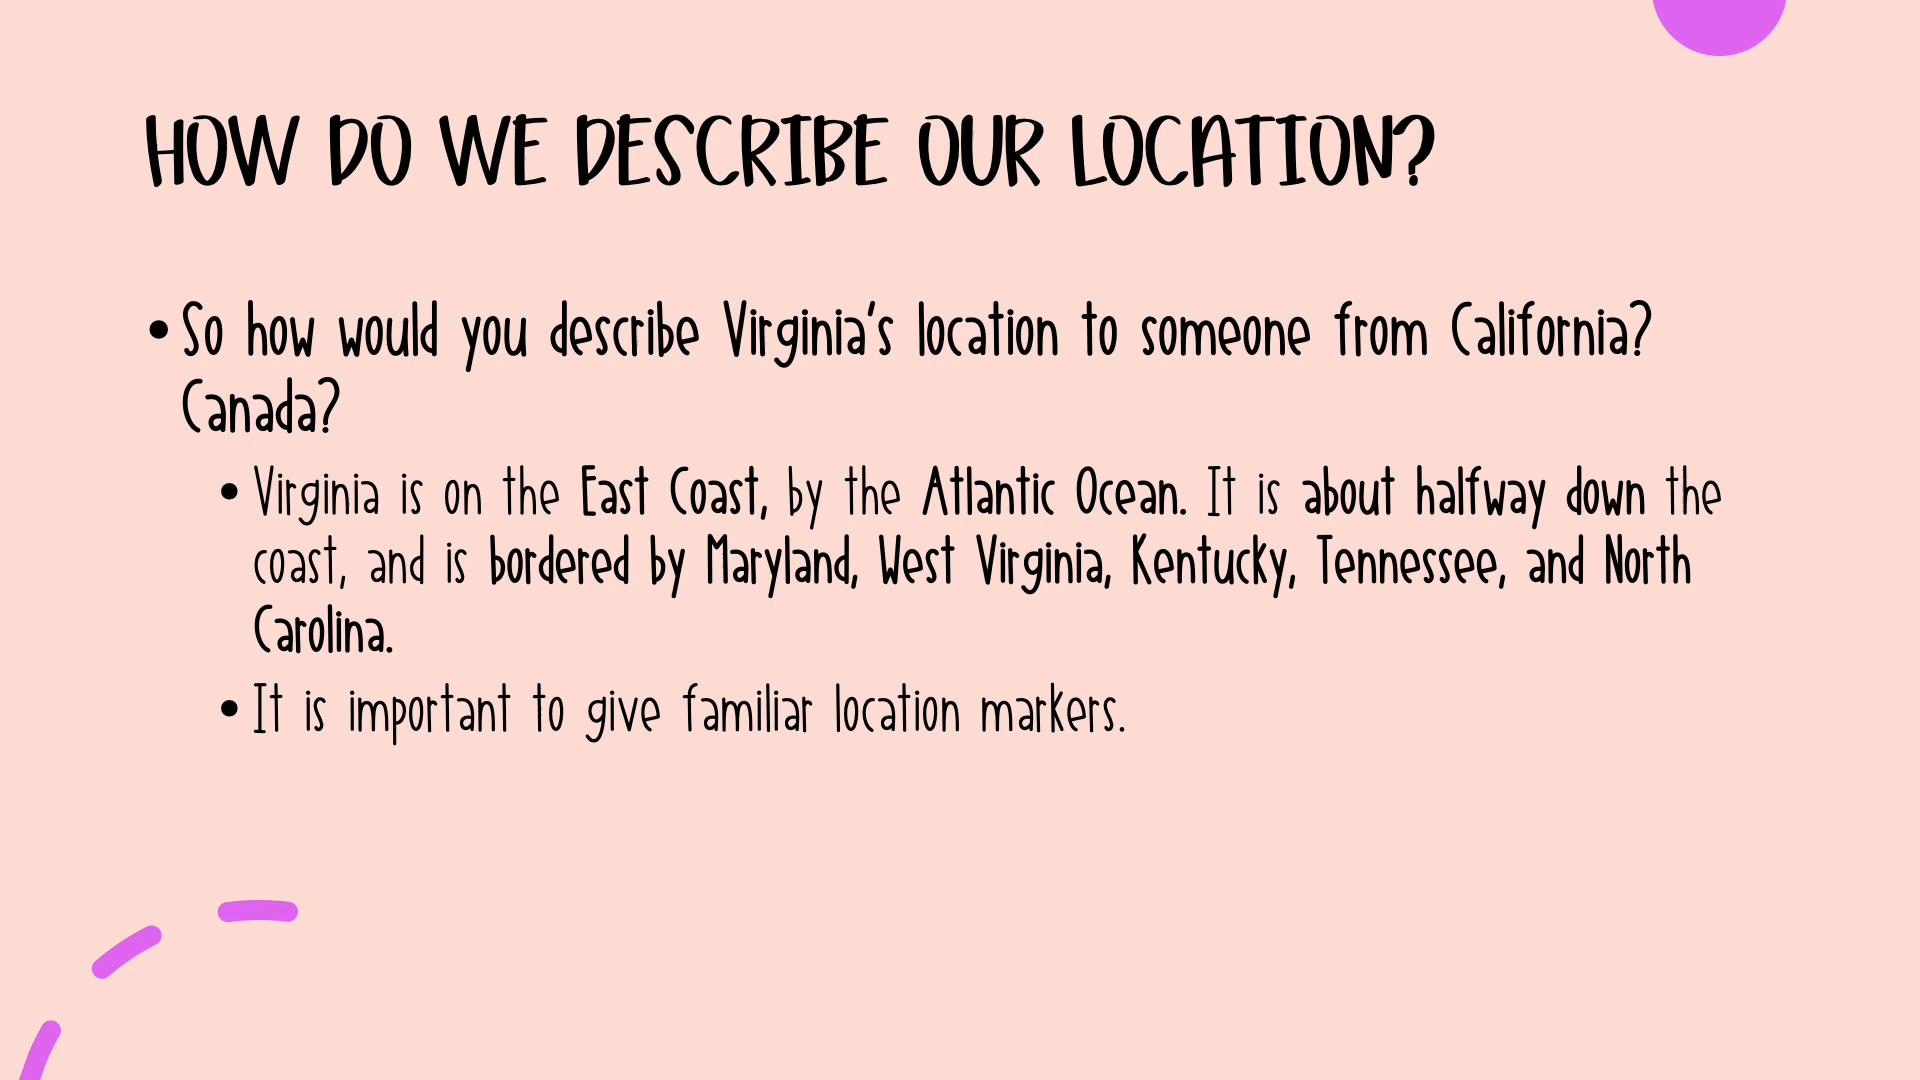 HOW DO WE DESCRIBE OUR LOCATION?
• So how would you describe Virginia's location to someone from California?
Canada?
• Virginia is on the East Coast, by the Atlantic Ocean. It is about halfway down the
coast, and is bordered by Maryland, West Virginia, Kentucky, Tennessee, and North
Carolina.
• It is important to give familiar location markers.